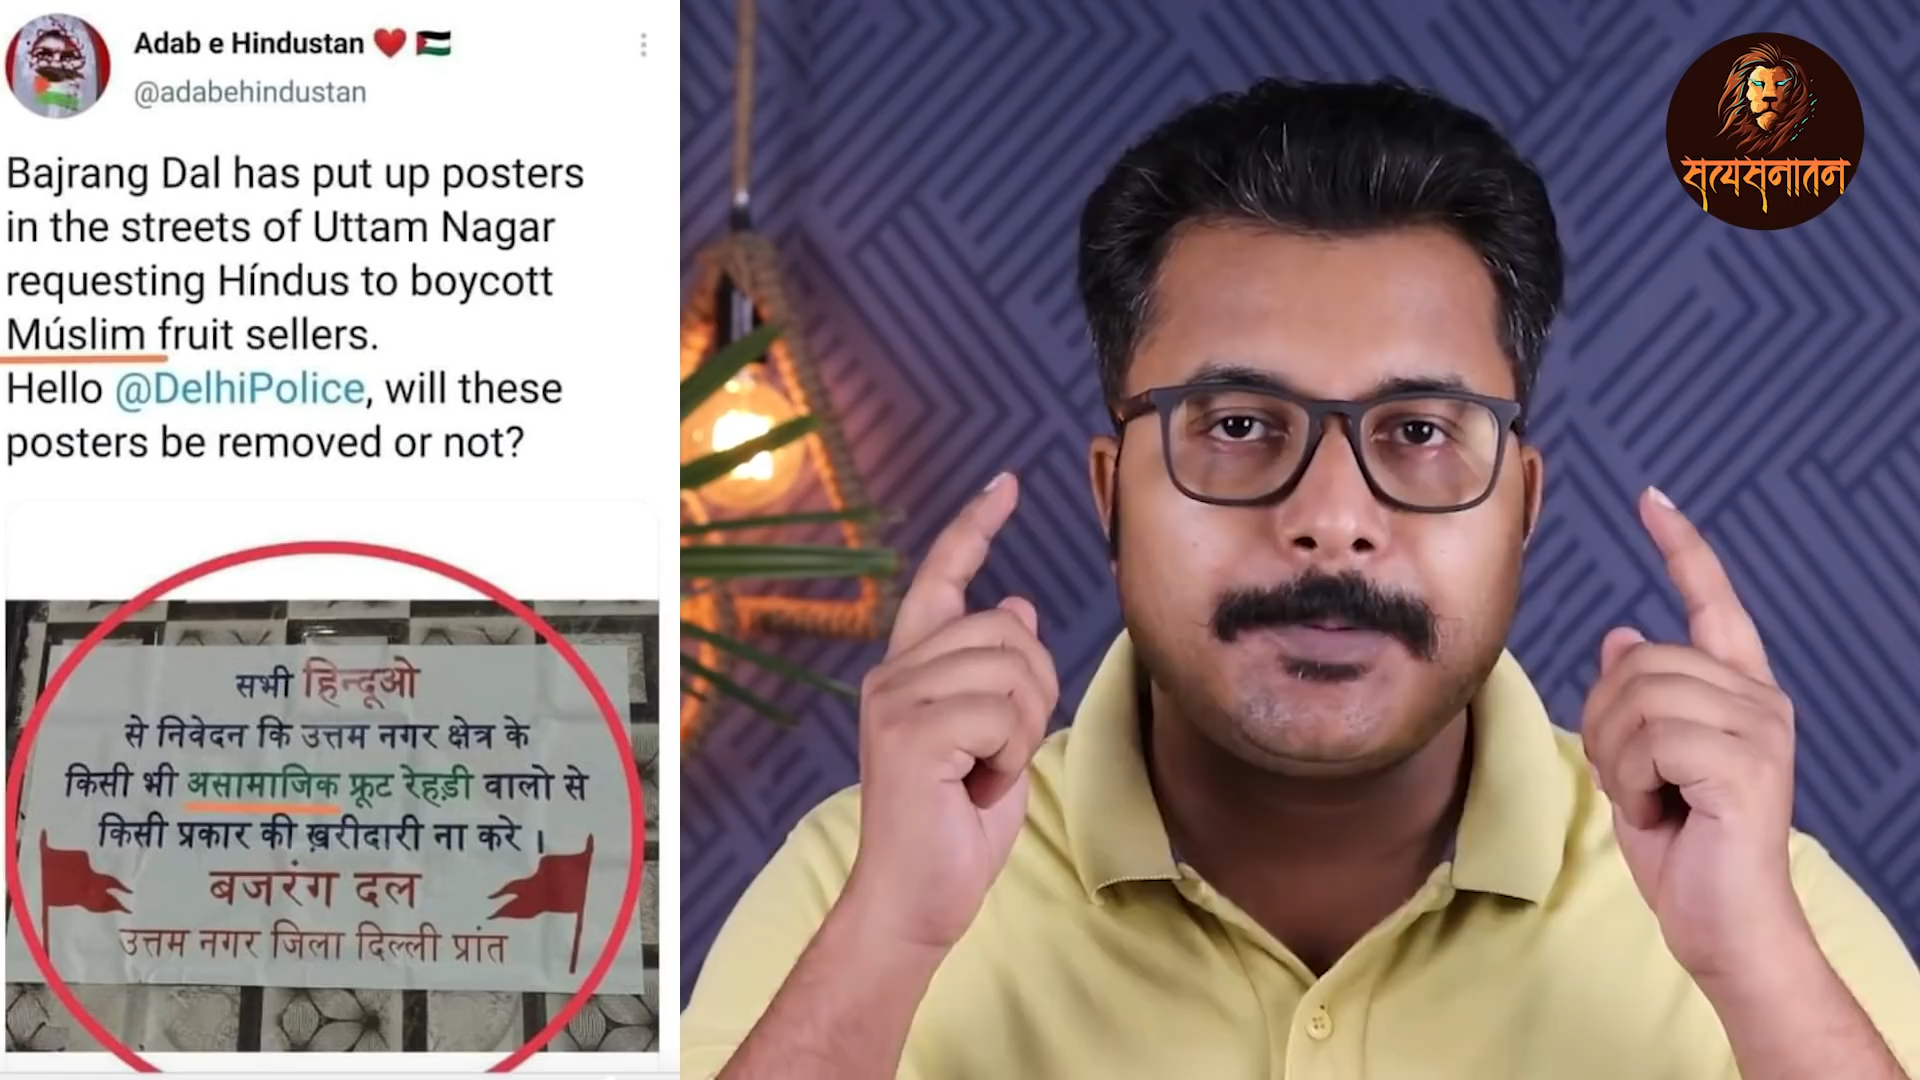 Adab e Hindustan ❤️ 🇵🇸
@adabehindustan
Bajrang Dal has put up posters
in the streets of Uttam Nagar
requesting Híndus to boycott
Múslim fruit sellers.
Hello @DelhiPolice, will these
posters be removed or not?
सभी हिन्दूओ
से निवेदन कि उत्तम नगर क्षेत्र के
किसी भी असामाजिक फ्रूट रेहड़ी वालो से
किसी प्रकार की ख़रीदारी ना करे ।
बजरंग दल
उत्तम नगर जिला दिल्ली प्रांत
सत्यसनातन